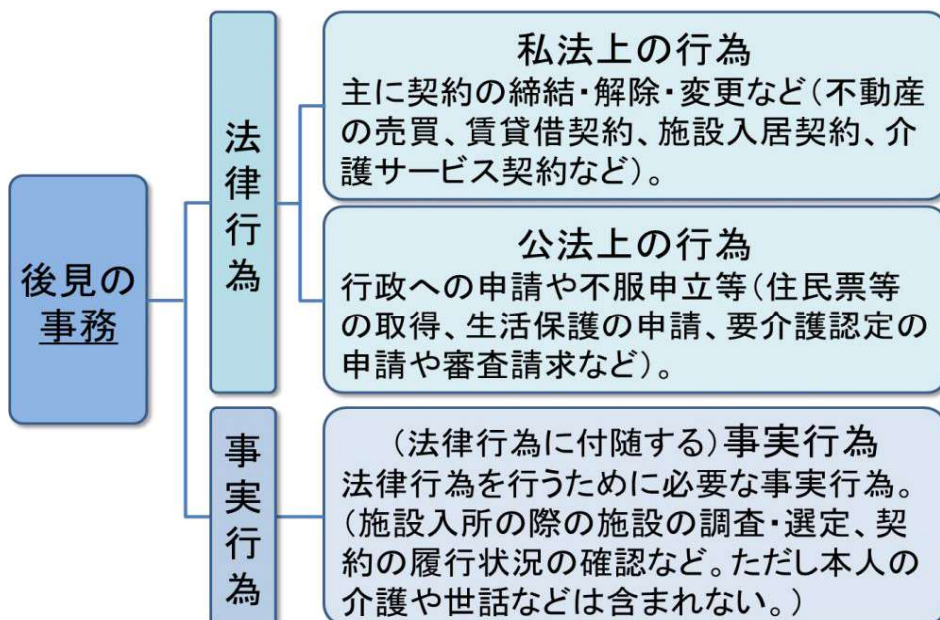 後見の
事務
法律行為
私法上の行為
主に契約の締結・解除・変更など(不動産
の売買、賃貸借契約、施設入居契約、介
護サービス契約など)。
公法上の行為
行政への申請や不服申立等(住民票等
の取得、生活保護の申請、要介護認定の
申請や審査請求など)。
事実行為
(法律行為に付随する)事実行為
法律行為を行うために必要な事実行為。
(施設入所の際の施設の調査・選定、契
約の履行状況の確認など。ただし本人の
介護や世話などは含まれない。)